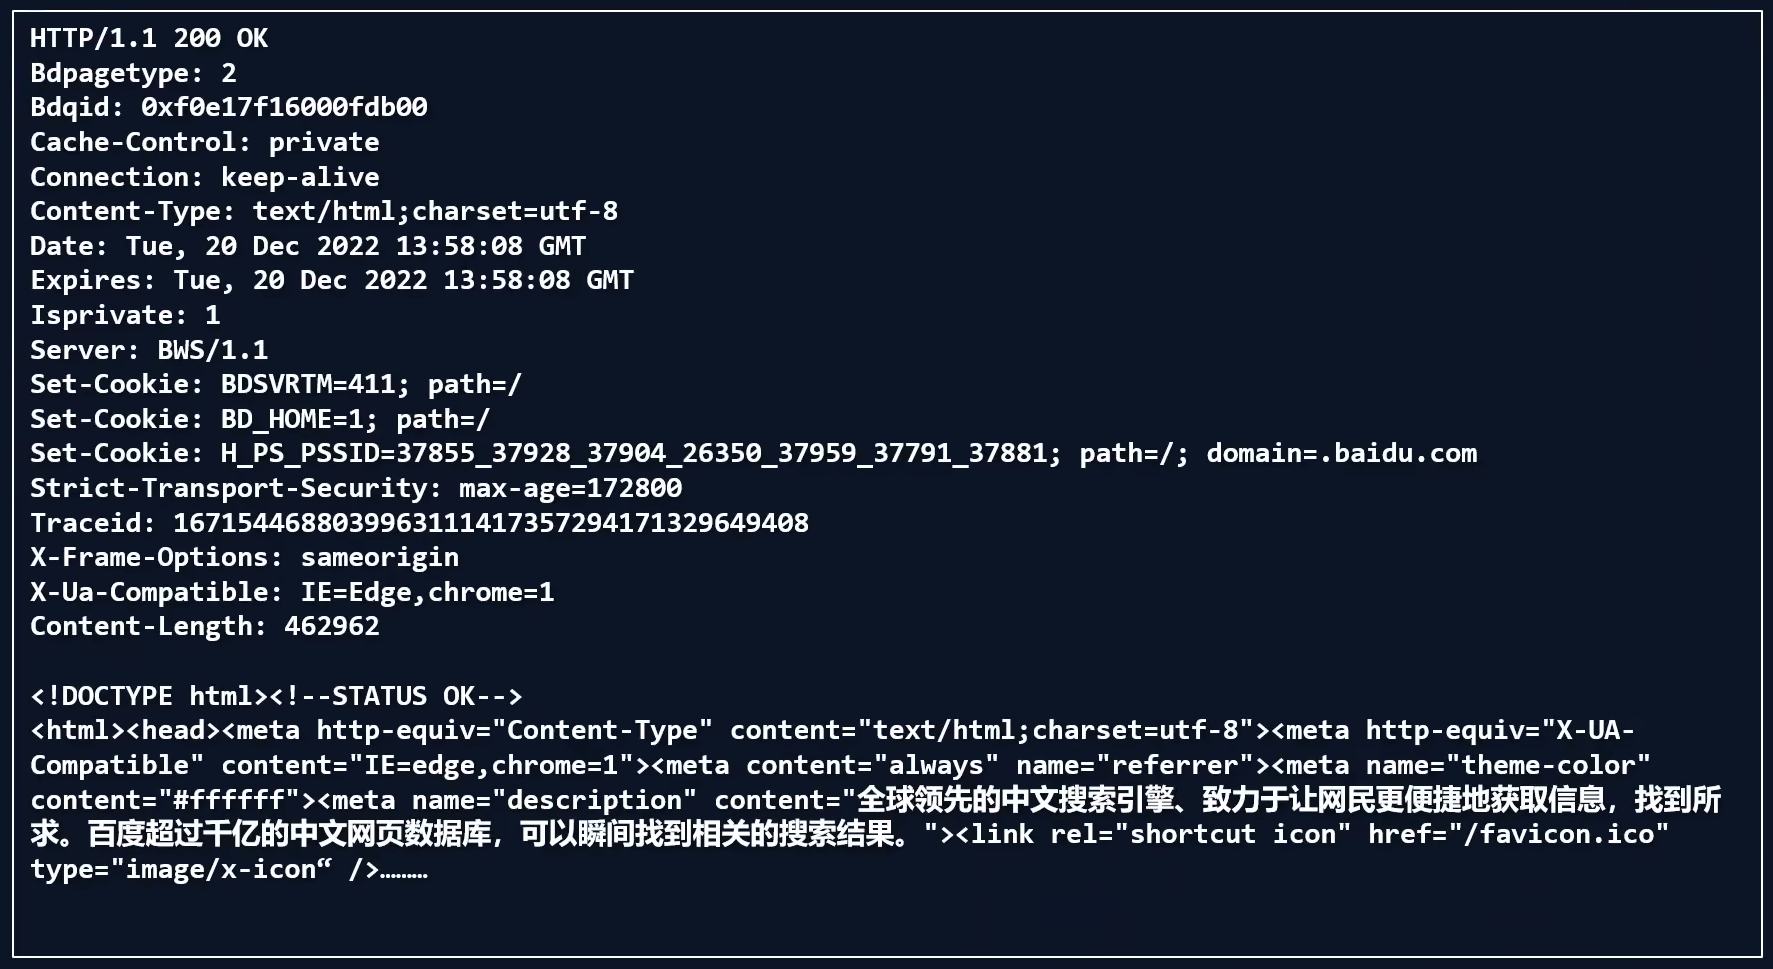 HTTP/1.1 200 OK
Bdpagetype: 2
Bdqid: 0xf0e17f16000fdb00
Cache-Control: private
Connection: keep-alive
Content-Type: text/html;charset=utf-8
Date: Tue, 20 Dec 2022 13:58:08 GMT
Expires: Tue, 20 Dec 2022 13:58:08 GMT
Isprivate: 1
Server: BWS/1.1
Set-Cookie: BDSVRTM=411; path=/
Set-Cookie: BD_HOME=1; path=/
Set-Cookie: H_PS_PSSID=37855_37928_37904_26350_37959_37791_37881; path=/; domain=.baidu.com
Strict-Transport-Security: max-age=172800
Traceid: 1671544688039963111417357294171329649408
X-Frame-Options: sameorigin
X-Ua-Compatible: IE=Edge,chrome=1
Content-Length: 462962
<!DOCTYPE html><!--STATUS OK-->
<html><head><meta http-equiv="Content-Type" content="text/html;charset=utf-8"><meta http-equiv="X-UA-
Compatible" content="IE=edge,chrome=1"><meta content="always" name="referrer"><meta name="theme-color"
content="#ffffff"><meta name="description" content="全球领先的中文搜索引擎、致力于让网民更便捷地获取信息，找到所
求。百度超过千亿的中文网页数据库，可以瞬间找到相关的搜索结果。"><link rel="shortcut icon" href="/favicon.ico"
type="image/x-icon“ />………